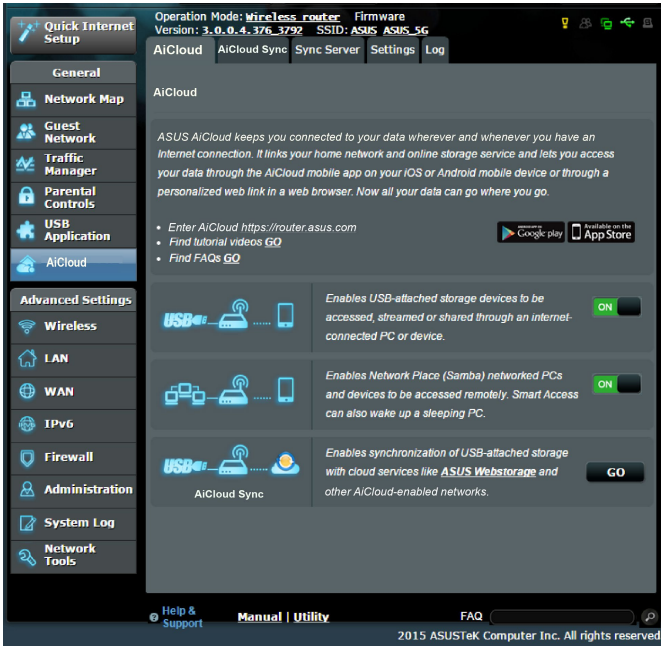 Quick Internet
Setup
Operation Mode: Wireless router Firmware
Version: 3.0.0.4.376_3792 SSID: ASUS ASUS_5G
General
Network Map
Guest
Network
Traffic
Manager
Parental
Controls
USB
Application
AiCloud
Advanced Settings
Wireless
LAN
WAN
IPv6
Firewall
Administration
System Log
Network
Tools
AiCloud AiCloud Sync Sync Server Settings Log
AiCloud
ASUS AiCloud keeps you connected to your data wherever and whenever you have an
Internet connection. It links your home network and online storage service and lets you access
your data through the AiCloud mobile app on your iOS or Android mobile device or through a
personalized web link in a web browser. Now all your data can go where you go.
• Enter AiCloud https://router.asus.com
• Find tutorial videos GO
• Find FAQs GO
Google play
Available on the
App Store
USB
Enables USB-attached storage devices to be
accessed, streamed or shared through an internet-
connected PC or device.
ON
Enables Network Place (Samba) networked PCs
and devices to be accessed remotely. Smart Access
can also wake up a sleeping PC.
ON
USB
AiCloud Sync
Enables synchronization of USB-attached storage
with cloud services like ASUS Webstorage and
other AiCloud-enabled networks.
GO
Help &
Support
Manual | Utility
FAQ
2015 ASUSTeK Computer Inc. All rights reserved